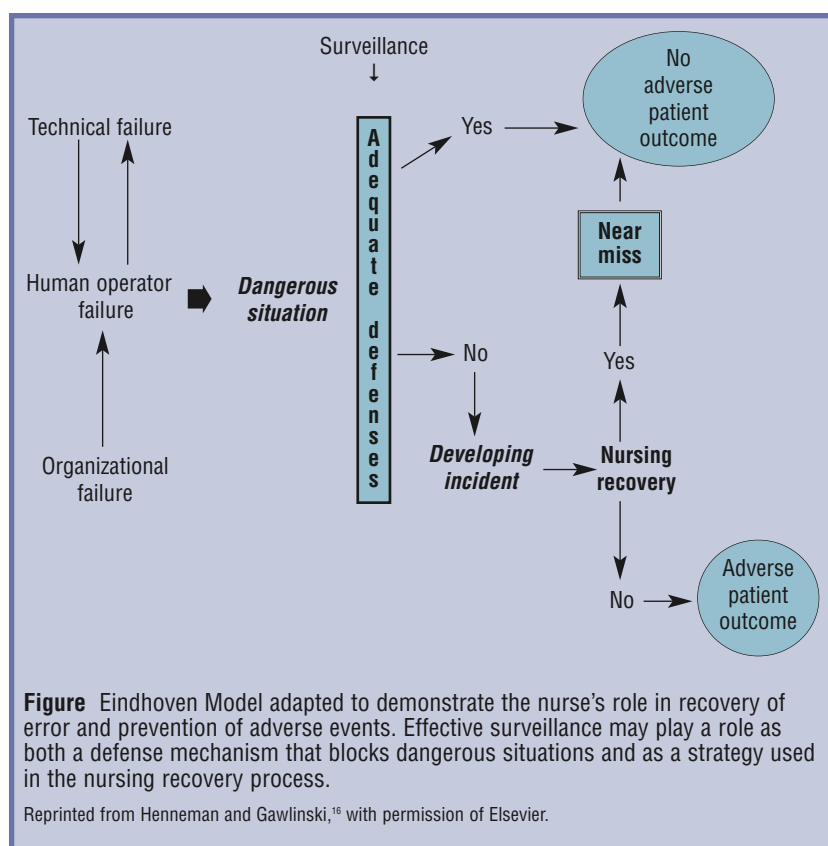 Surveillance
No
adverse
patient
outcome
Technical failure
Yes
Adequate defenses
Near
miss
Human operator
failure
Dangerous
situation
No
Yes
Organizational
failure
Developing
incident
Nursing
recovery
No
Adverse
patient
outcome
Figure Eindhoven Model adapted to demonstrate the nurse’s role in recovery of
error and prevention of adverse events. Effective surveillance may play a role as
both a defense mechanism that blocks dangerous situations and as a strategy used
in the nursing recovery process.
Reprinted from Henneman and Gawlinski,¹⁶ with permission of Elsevier.